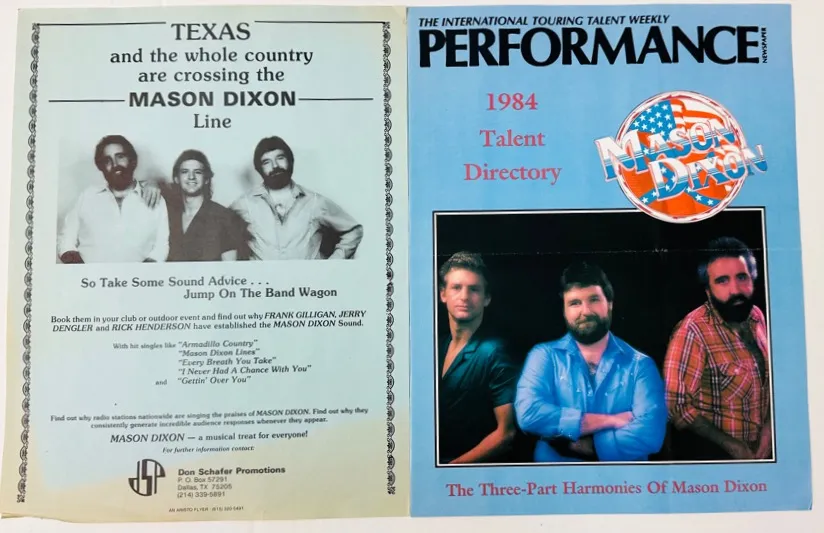 TEXAS
and the whole country
are crossing the
MASON DIXON
Line
So Take Some Sound Advice . . .
Jump On The Band Wagon
Book them in your club or outdoor event and find out why FRANK GILLIGAN, JERRY
DENGLER and RICK HENDERSON have established the MASON DIXON Sound.
With hit singles like "Armadillo Country"
"Mason Dixon Lines"
"Every Breath You Take"
"I Never Had A Chance With You"
and "Gettin' Over You"
Find out why radio stations nationwide are singing the praises of MASON DIXON. Find out why they
consistently generate incredible audience responses whenever they appear.
MASON DIXON — a musical treat for everyone!
For further information contact:
dSP
Don Schafer Promotions
P. O. Box 57291
Dallas, TX 75205
(214) 339-5891
THE INTERNATIONAL TOURING TALENT WEEKLY
PERFORMANCE
NEWSPAPER
1984
Talent
Directory
MASON
DIXON
The Three-Part Harmonies Of Mason Dixon